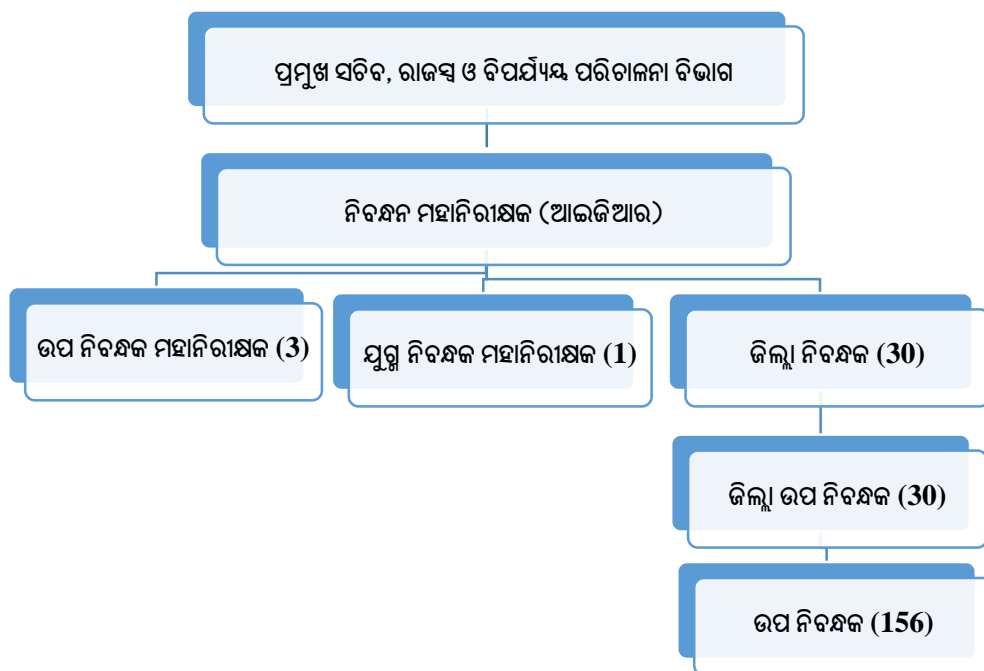 ପ୍ରମୁଖ ସଚିବ, ରାଜସ୍ୱ ଓ ବିପର୍ଯ୍ୟୟ ପରିଚାଳନା ବିଭାଗ
ନିବନ୍ଧନ ମହାନିରୀକ୍ଷକ (ଆଇଜିଆର)
ଉପ ନିବନ୍ଧକ ମହାନିରୀକ୍ଷକ (3)
ଯୁଗ୍ମ ନିବନ୍ଧକ ମହାନିରୀକ୍ଷକ (1)
ଜିଲ୍ଲା ନିବନ୍ଧକ (30)
ଜିଲ୍ଲା ଉପ ନିବନ୍ଧକ (30)
ଉପ ନିବନ୍ଧକ (156)